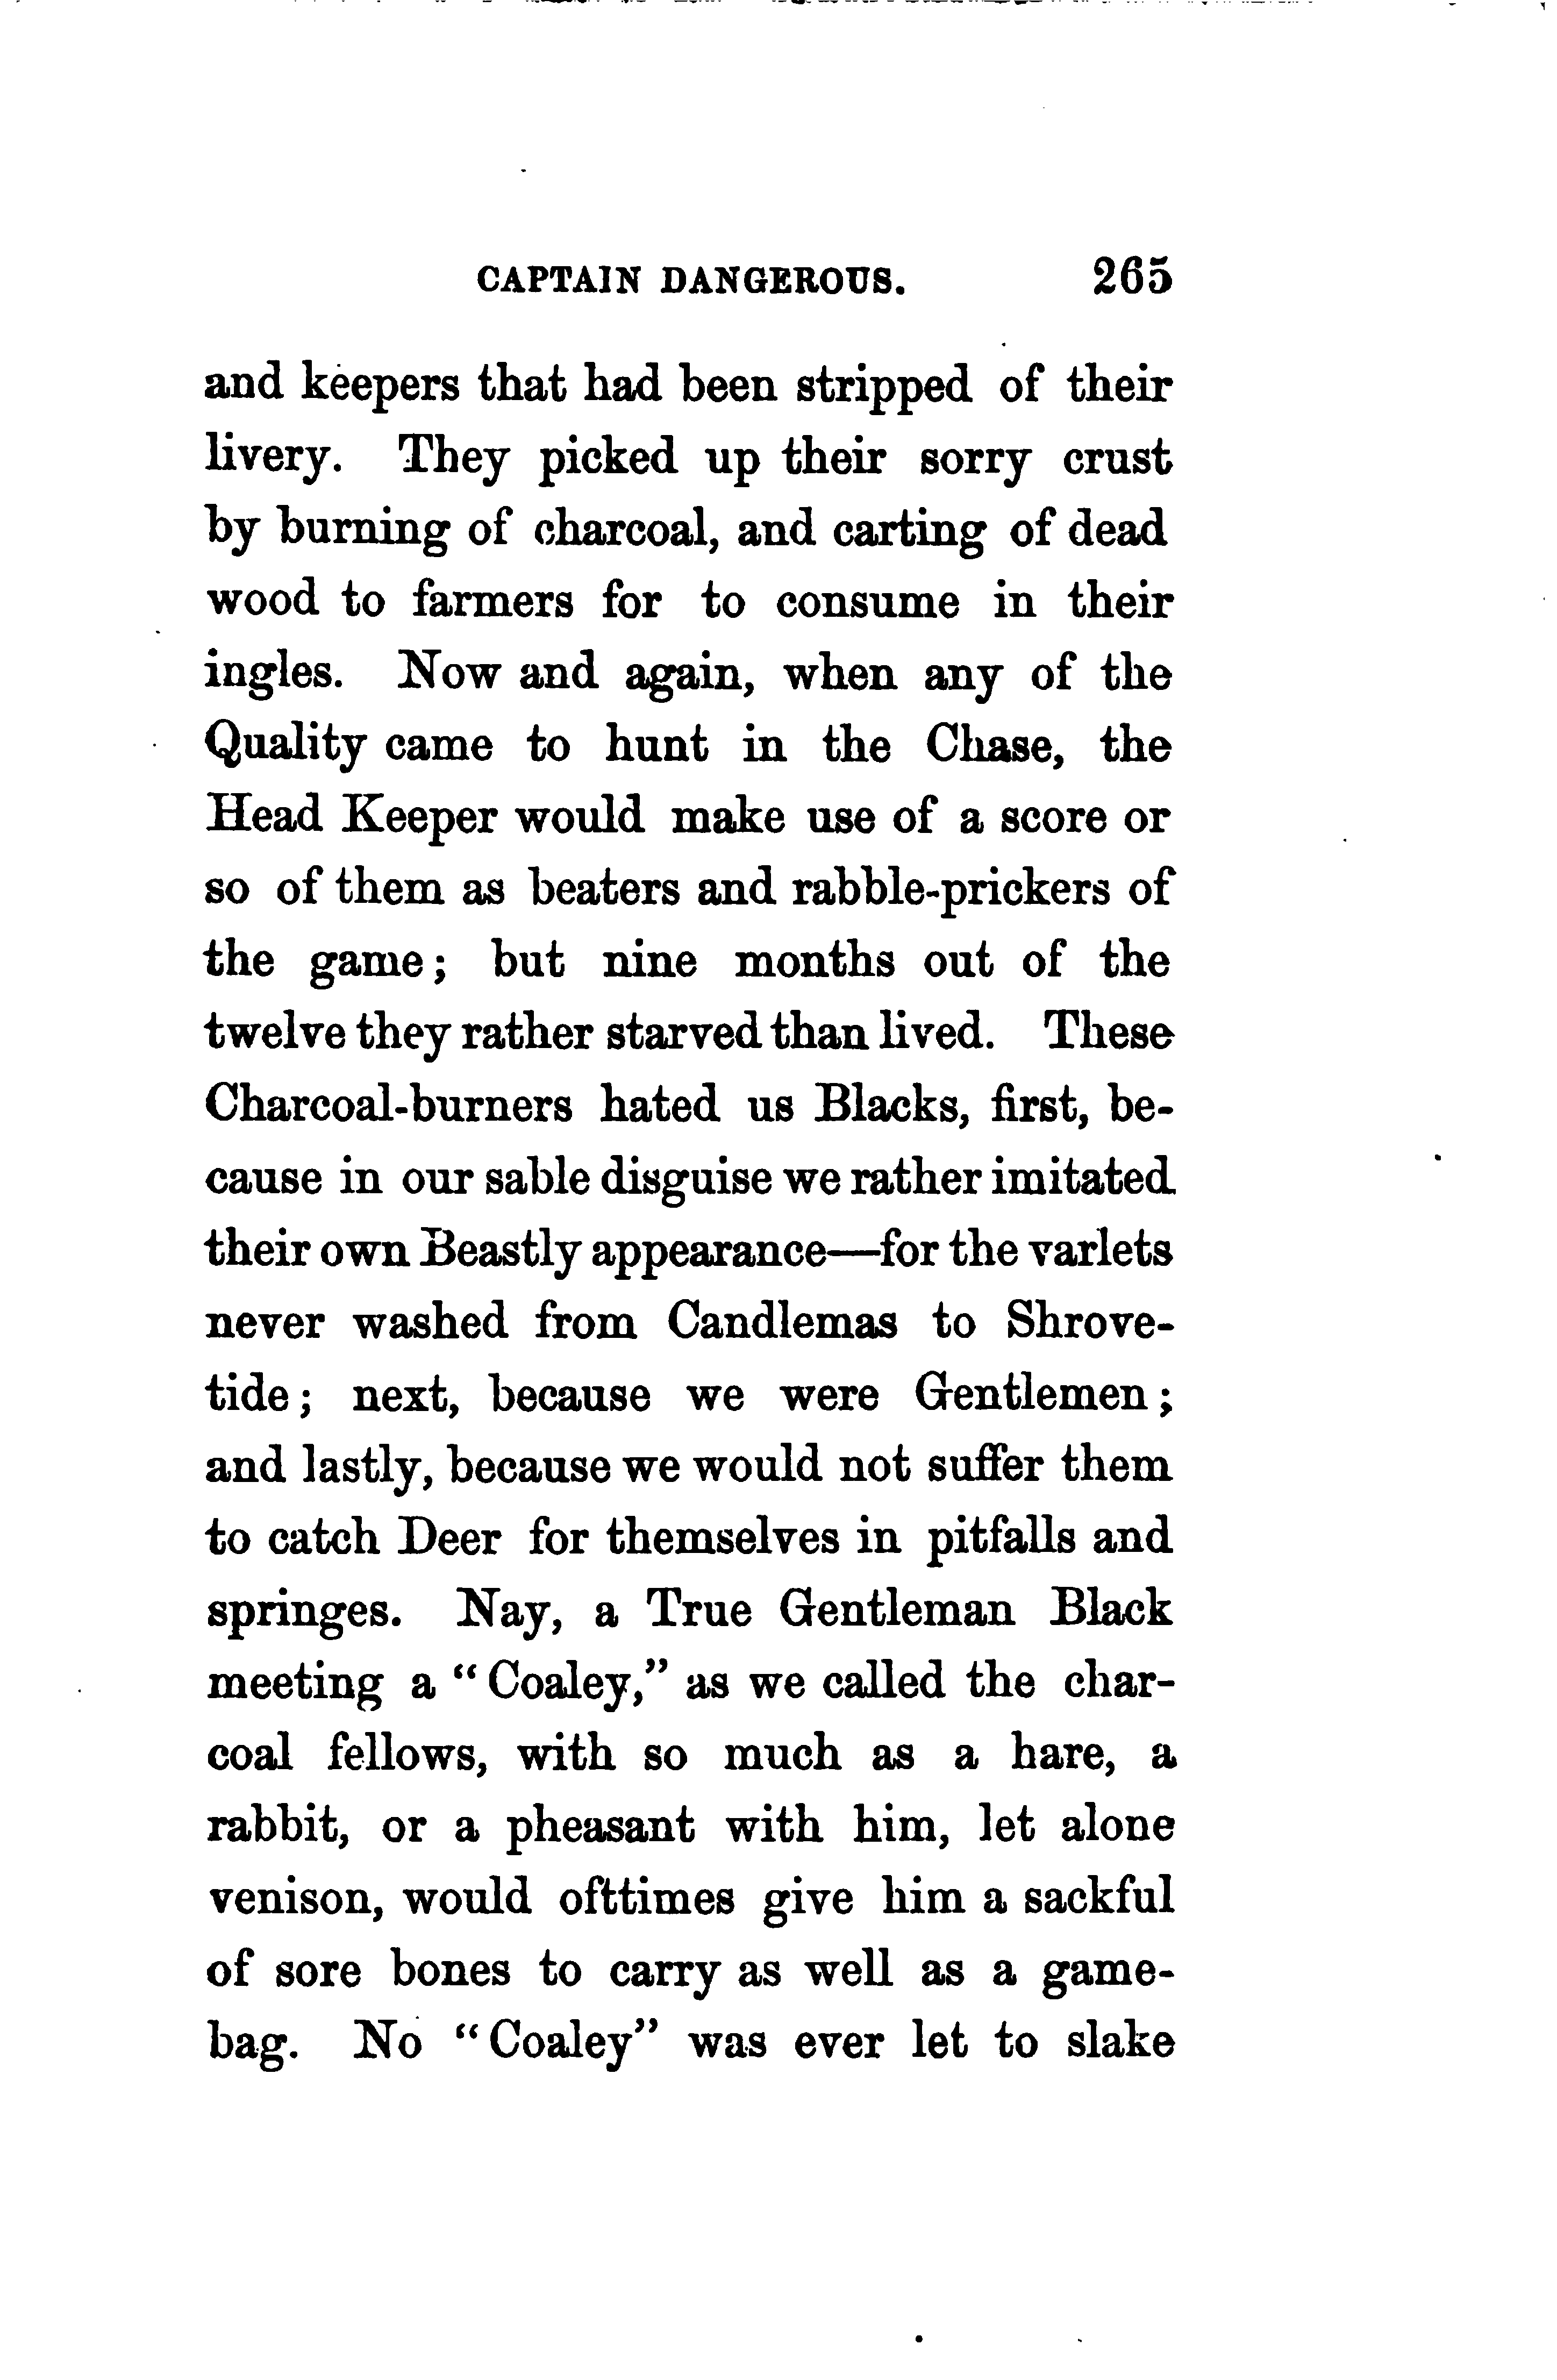 CAPTAIN DANGEROUS. 265
and keepers that had been stripped of their
livery. They picked up their sorry crust
by burning of charcoal, and carting of dead
wood to farmers for to consume in their
ingles. Now and again, when any of the
Quality came to hunt in the Chase, the
Head Keeper would make use of a score or
so of them as beaters and rabble-prickers of
the game; but nine months out of the
twelve they rather starved than lived. These
Charcoal-burners hated us Blacks, first, be-
cause in our sable disguise we rather imitated
their own Beastly appearance—for the varlets
never washed from Candlemas to Shrove-
tide; next, because we were Gentlemen;
and lastly, because we would not suffer them
to catch Deer for themselves in pitfalls and
springes. Nay, a True Gentleman Black
meeting a "Coaley," as we called the char-
coal fellows, with so much as a hare, a
rabbit, or a pheasant with him, let alone
venison, would ofttimes give him a sackful
of sore bones to carry as well as a game-
bag. No "Coaley" was ever let to slake